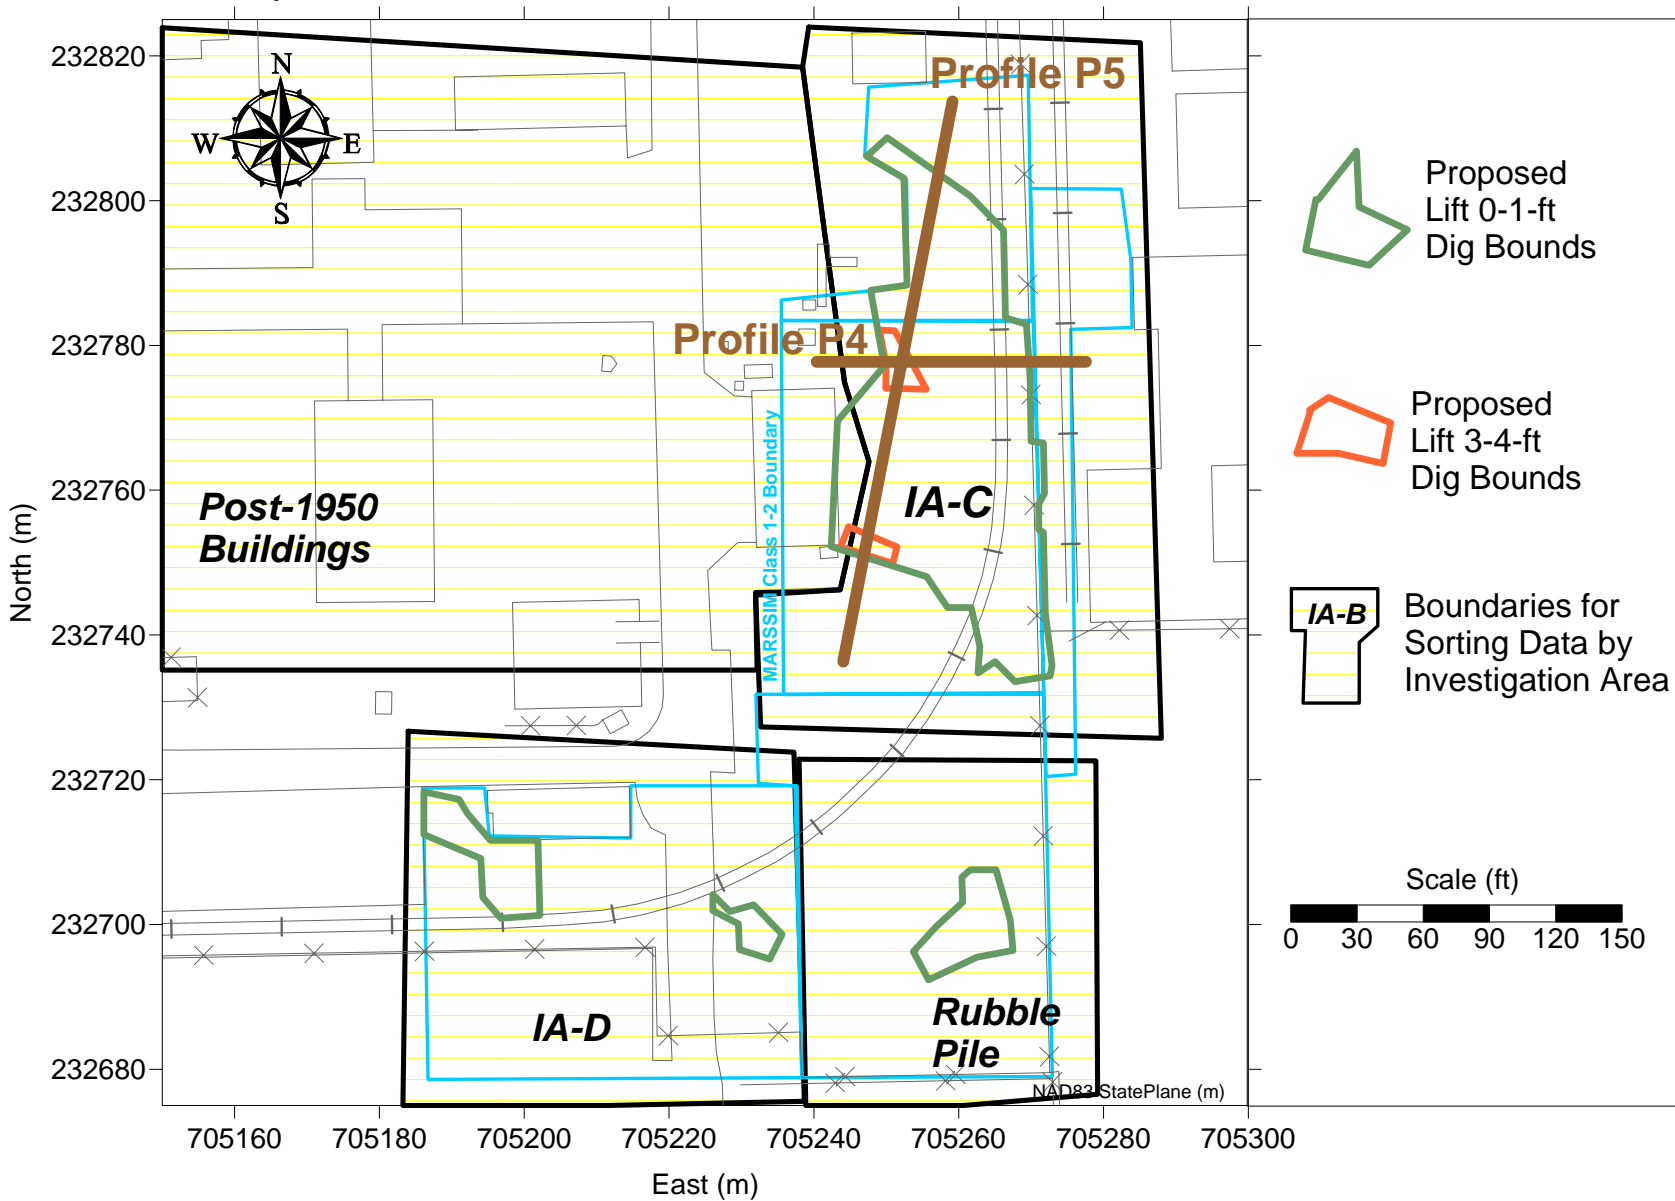 232820
232800
232780
232760
232740
232720
232700
232680
North (m)
705160
705180
705200
705220
705240
705260
705280
705300
East (m)
N
W
E
S
Profile P5
Profile P4
MARSSIM Class 1-2 Boundary
IA-C
Post-1950
Buildings
IA-D
Rubble
Pile
NAD83 StatePlane (m)
Proposed
Lift 0-1-ft
Dig Bounds
Proposed
Lift 3-4-ft
Dig Bounds
IA-B
Boundaries for
Sorting Data by
Investigation Area
Scale (ft)
0 30 60 90 120 150